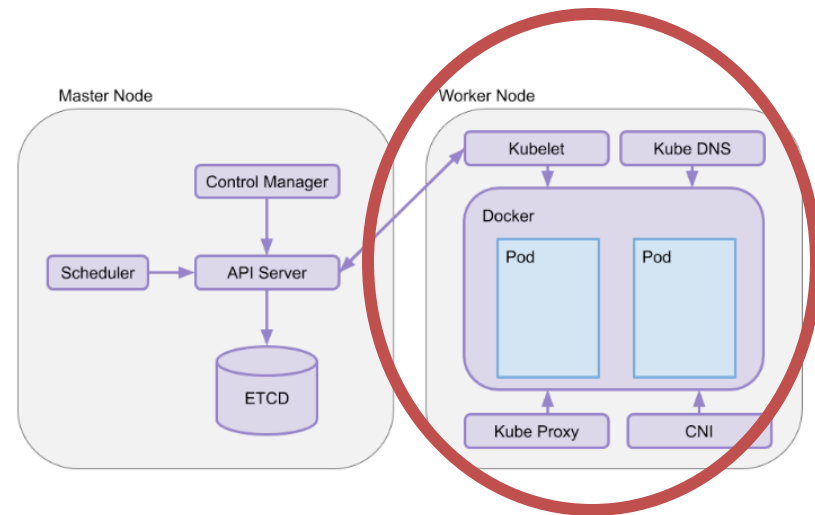 Master Node
Control Manager
Scheduler
API Server
ETCD
Worker Node
Kubelet
Kube DNS
Docker
Pod
Pod
Kube Proxy
CNI